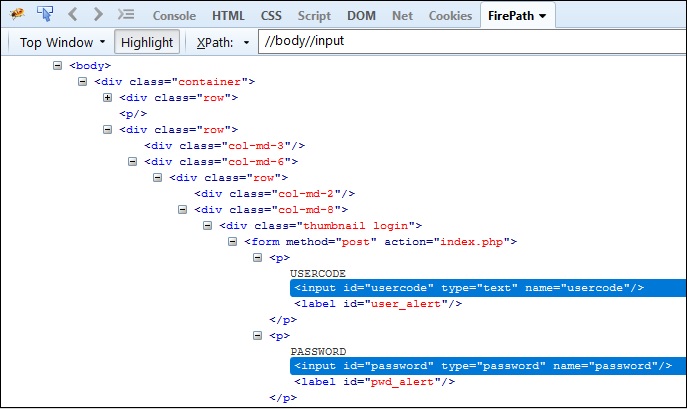 Console HTML CSS Script DOM Net Cookies FirePath
Top Window Highlight XPath: //body//input
<body>
<div class="container">
<div class="row">
<p/>
<div class="row">
<div class="col-md-3"/>
<div class="col-md-6">
<div class="row">
<div class="col-md-2"/>
<div class="col-md-8">
<div class="thumbnail login">
<form method="post" action="index.php">
<p>
USERCODE
<input id="usercode" type="text" name="usercode"/>
<label id="user_alert"/>
</p>
<p>
PASSWORD
<input id="password" type="password" name="password"/>
<label id="pwd_alert"/>
</p>